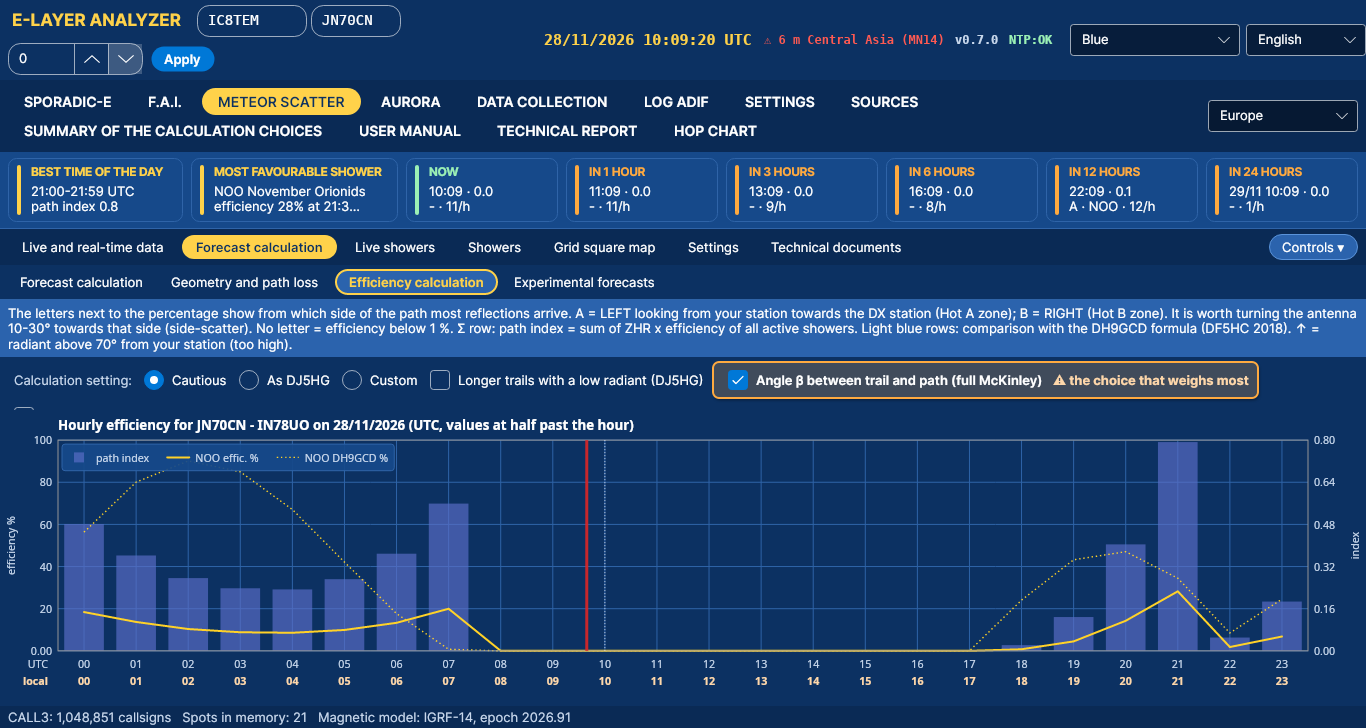 E-LAYER ANALYZER
IC8TEM
JN70CN
28/11/2026 10:09:20 UTC ⚠ 6 m Central Asia (MN14) v0.7.0 NTP:OK
Blue
English
0
Apply
SPORADIC-E F.A.I. METEOR SCATTER AURORA DATA COLLECTION LOG ADIF SETTINGS SOURCES
SUMMARY OF THE CALCULATION CHOICES USER MANUAL TECHNICAL REPORT HOP CHART
Europe
BEST TIME OF THE DAY
21:00-21:59 UTC
path index 0.8
MOST FAVOURABLE SHOWER
NOO November Orionids
efficiency 28% at 21:3...
NOW
10:09 · 0.0
- · 11/h
IN 1 HOUR
11:09 · 0.0
- · 11/h
IN 3 HOURS
13:09 · 0.0
- · 9/h
IN 6 HOURS
16:09 · 0.0
- · 8/h
IN 12 HOURS
22:09 · 0.1
A · NOO · 12/h
IN 24 HOURS
29/11 10:09 · 0.0
- · 1/h
Live and real-time data Forecast calculation Live showers Showers Grid square map Settings Technical documents Controls ▾
Forecast calculation Geometry and path loss Efficiency calculation Experimental forecasts
The letters next to the percentage show from which side of the path most reflections arrive. A = LEFT looking from your station towards the DX station (Hot A zone); B = RIGHT (Hot B zone). It is worth turning the antenna
10-30° towards that side (side-scatter). No letter = efficiency below 1 %. Σ row: path index = sum of ZHR x efficiency of all active showers. Light blue rows: comparison with the DH9GCD formula (DF5HC 2018). ↑ =
radiant above 70° from your station (too high).
Calculation setting: Cautious As DJ5HG Custom Longer trails with a low radiant (DJ5HG) Angle β between trail and path (full McKinley) ⚠ the choice that weighs most
Hourly efficiency for JN70CN - IN78UO on 28/11/2026 (UTC, values at half past the hour)
path index NOO effic. % NOO DH9GCD %
100
80
60
40
20
0.00
efficiency %
0.80
0.64
0.48
0.32
0.16
0.00
index
UTC 00 01 02 03 04 05 06 07 08 09 10 11 12 13 14 15 16 17 18 19 20 21 22 23
local 00 01 02 03 04 05 06 07 08 09 10 11 12 13 14 15 16 17 18 19 20 21 22 23
CALL3: 1,048,851 callsigns Spots in memory: 21 Magnetic model: IGRF-14, epoch 2026.91